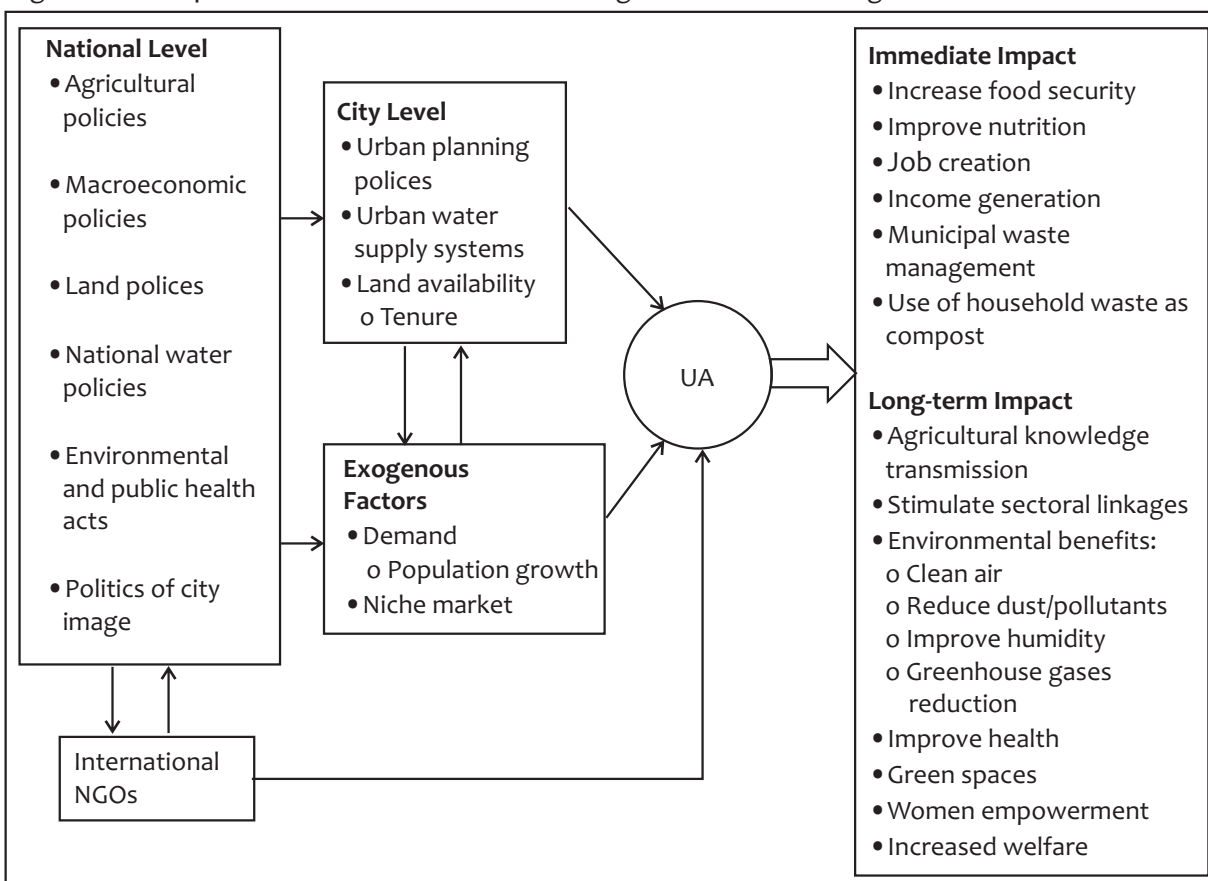 National Level
• Agricultural
policies
• Macroeconomic
policies
• Land polices
• National water
policies
• Environmental
and public health
acts
• Politics of city
image
International
NGOs
City Level
• Urban planning
polices
• Urban water
supply systems
• Land availability
o Tenure
Exogenous
Factors
• Demand
o Population growth
• Niche market
UA
Immediate Impact
• Increase food security
• Improve nutrition
• Job creation
• Income generation
• Municipal waste
management
• Use of household waste as
compost
Long-term Impact
• Agricultural knowledge
transmission
• Stimulate sectoral linkages
• Environmental benefits:
o Clean air
o Reduce dust/pollutants
o Improve humidity
o Greenhouse gases
reduction
• Improve health
• Green spaces
• Women empowerment
• Increased welfare